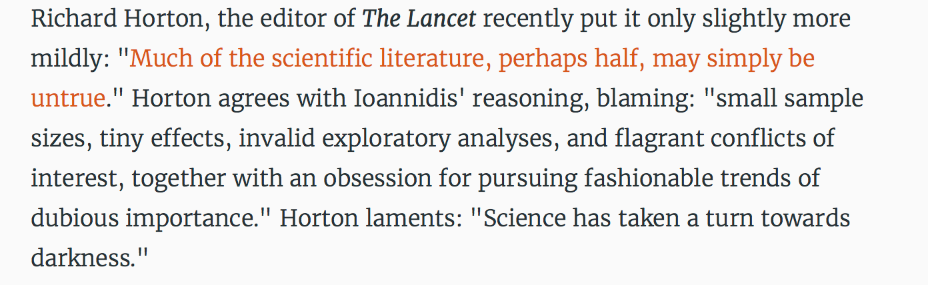 Richard Horton, the editor of The Lancet recently put it only slightly more
mildly: "Much of the scientific literature, perhaps half, may simply be
untrue." Horton agrees with Ioannidis' reasoning, blaming: "small sample
sizes, tiny effects, invalid exploratory analyses, and flagrant conflicts of
interest, together with an obsession for pursuing fashionable trends of
dubious importance." Horton laments: "Science has taken a turn towards
darkness."